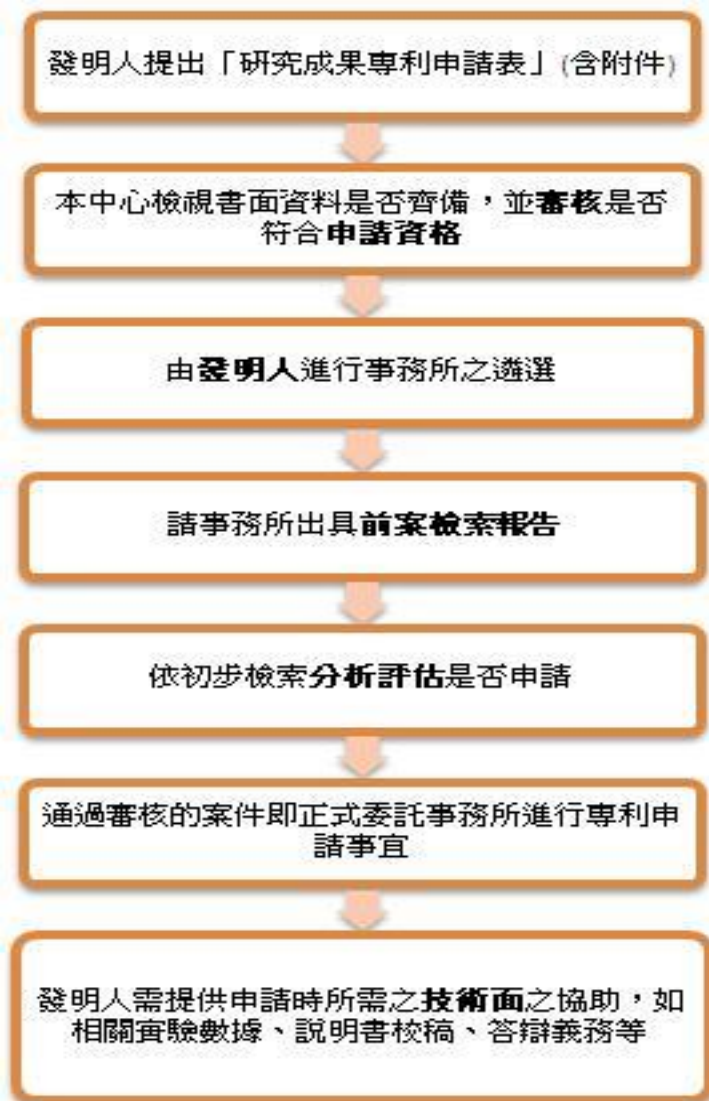 發明人提出「研究成果專利申請表」(含附件)
本中心檢視書面資料是否齊備，並審核是否
符合申請資格
由發明人進行事務所之遴選
請事務所出具前案檢索報告
依初步檢索分析評估是否申請
通過審核的案件即正式委託事務所進行專利申
請事宜
發明人需提供申請時所需之技術面之協助，如
相關實驗數據、說明書校稿、答辯義務等